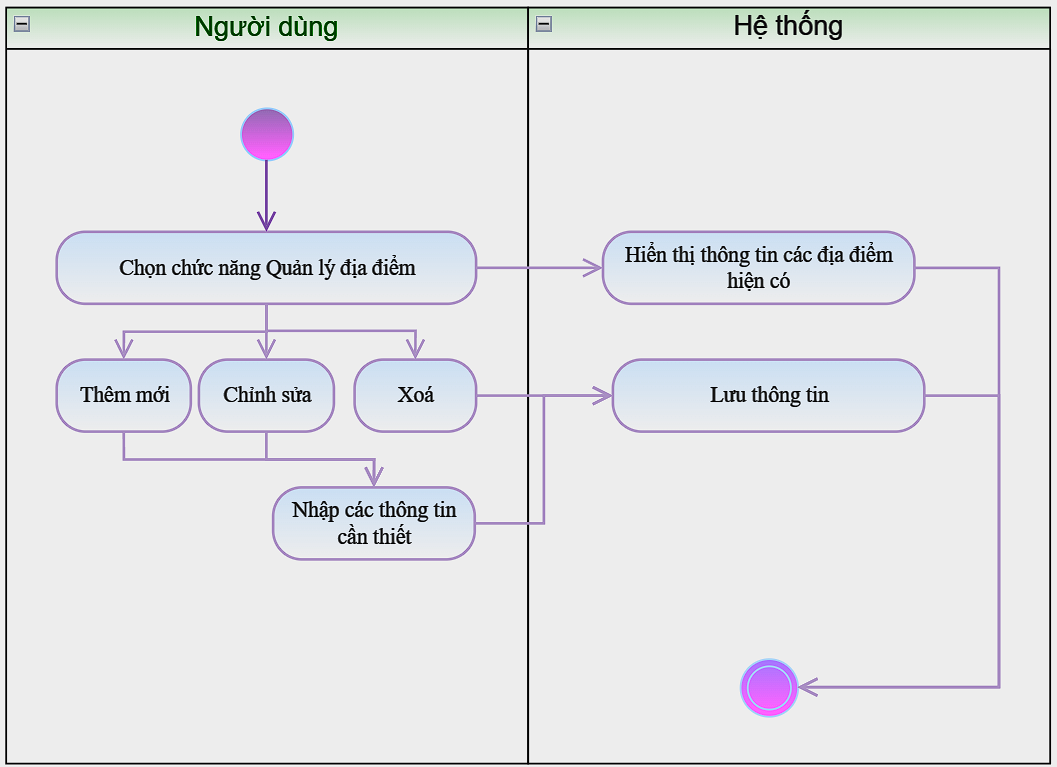 Người dùng
Hệ thống
Chọn chức năng Quản lý địa điểm
Hiển thị thông tin các địa điểm
hiện có
Thêm mới
Chỉnh sửa
Xoá
Lưu thông tin
Nhập các thông tin
cần thiết